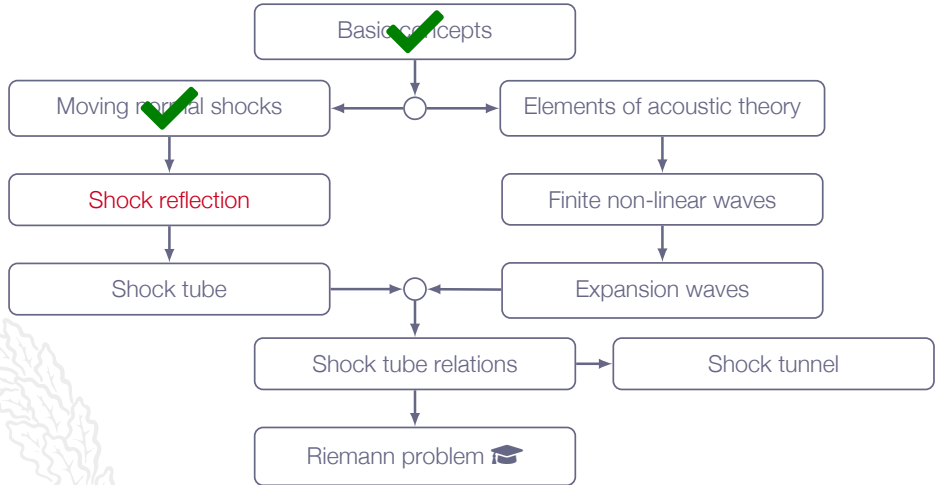 Basic concepts
Moving normal shocks
Elements of acoustic theory
Shock reflection
Finite non-linear waves
Shock tube
Expansion waves
Shock tube relations
Shock tunnel
Riemann problem